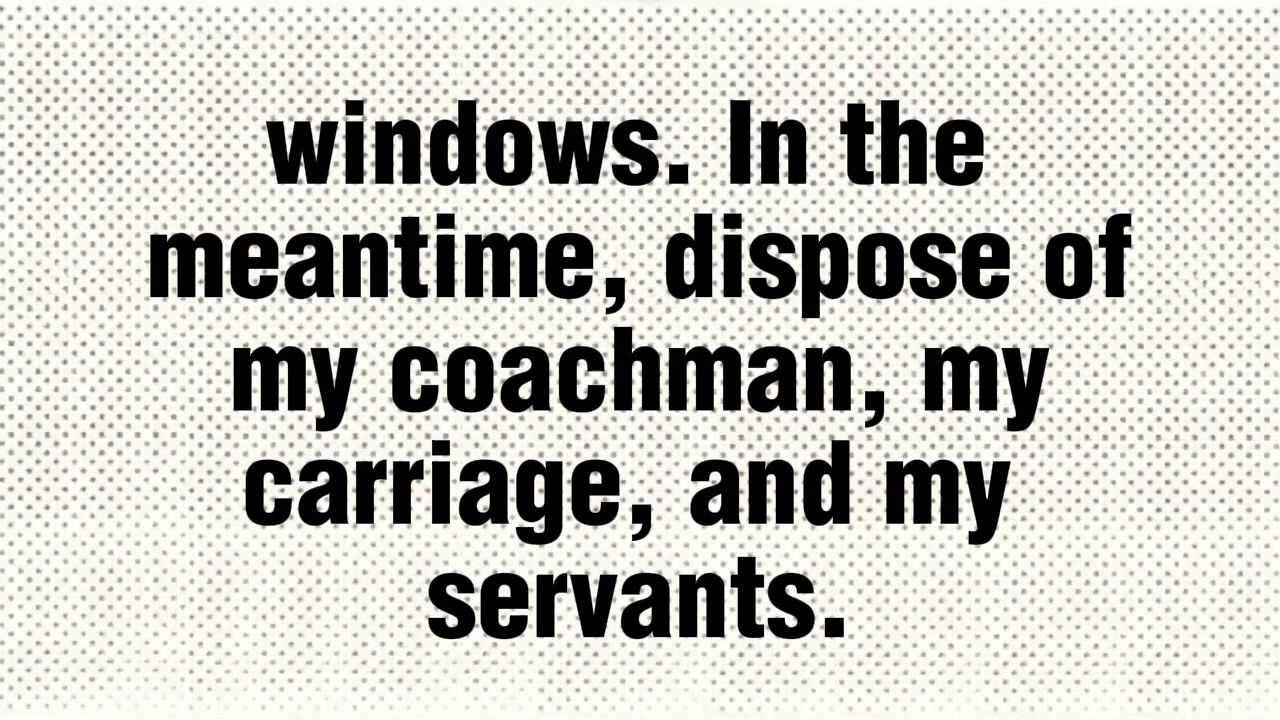 windows. In the
meantime, dispose of
my coachman, my
carriage, and my
servants.